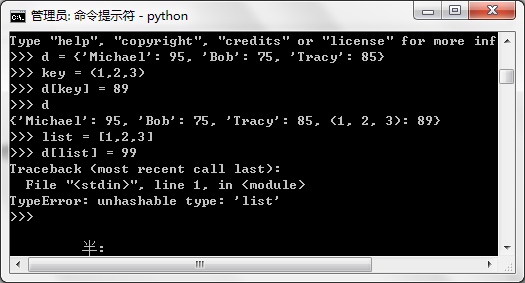 管理员: 命令提示符 - python
Type "help", "copyright", "credits" or "license" for more inf
>>> d = {'Michael': 95, 'Bob': 75, 'Tracy': 85}
>>> key = (1,2,3)
>>> d[key] = 89
>>> d
{'Michael': 95, 'Bob': 75, 'Tracy': 85, (1, 2, 3): 89}
>>> list = [1,2,3]
>>> d[list] = 99
Traceback (most recent call last):
  File "<stdin>", line 1, in <module>
TypeError: unhashable type: 'list'
>>>
半: